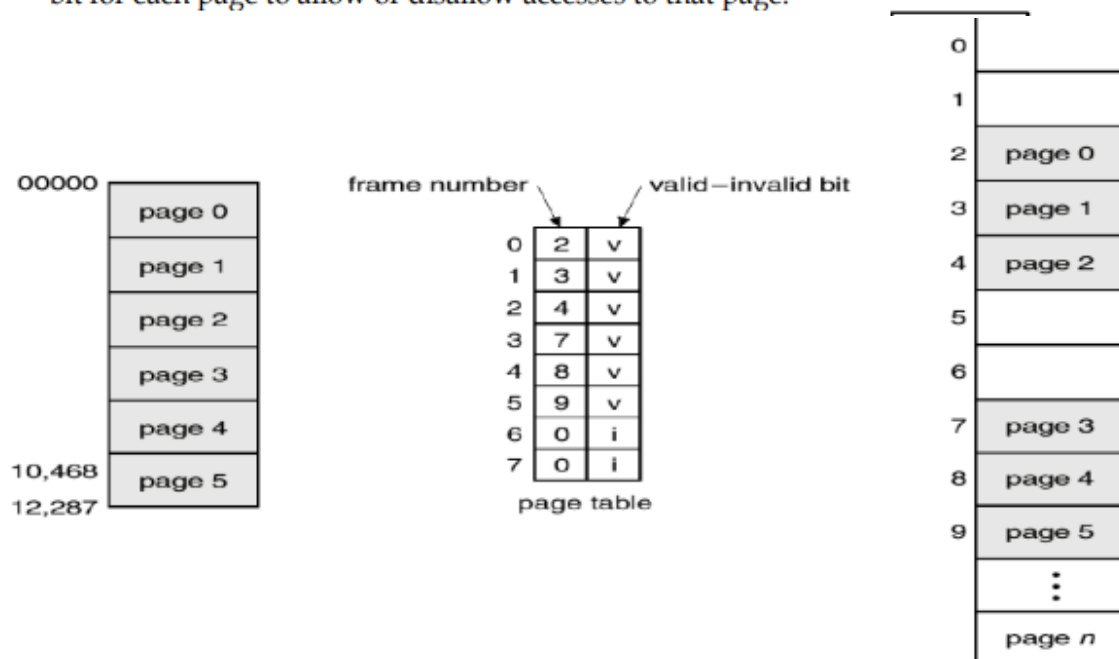 bit for each page to allow or disallow accesses to that page.
00000
page 0
page 1
page 2
page 3
page 4
10,468
page 5
12,287
frame number
valid–invalid bit
0 2 v
1 3 v
2 4 v
3 7 v
4 8 v
5 9 v
6 0 i
7 0 i
page table
0
1
2 page 0
3 page 1
4 page 2
5
6
7 page 3
8 page 4
9 page 5
⋮
page n